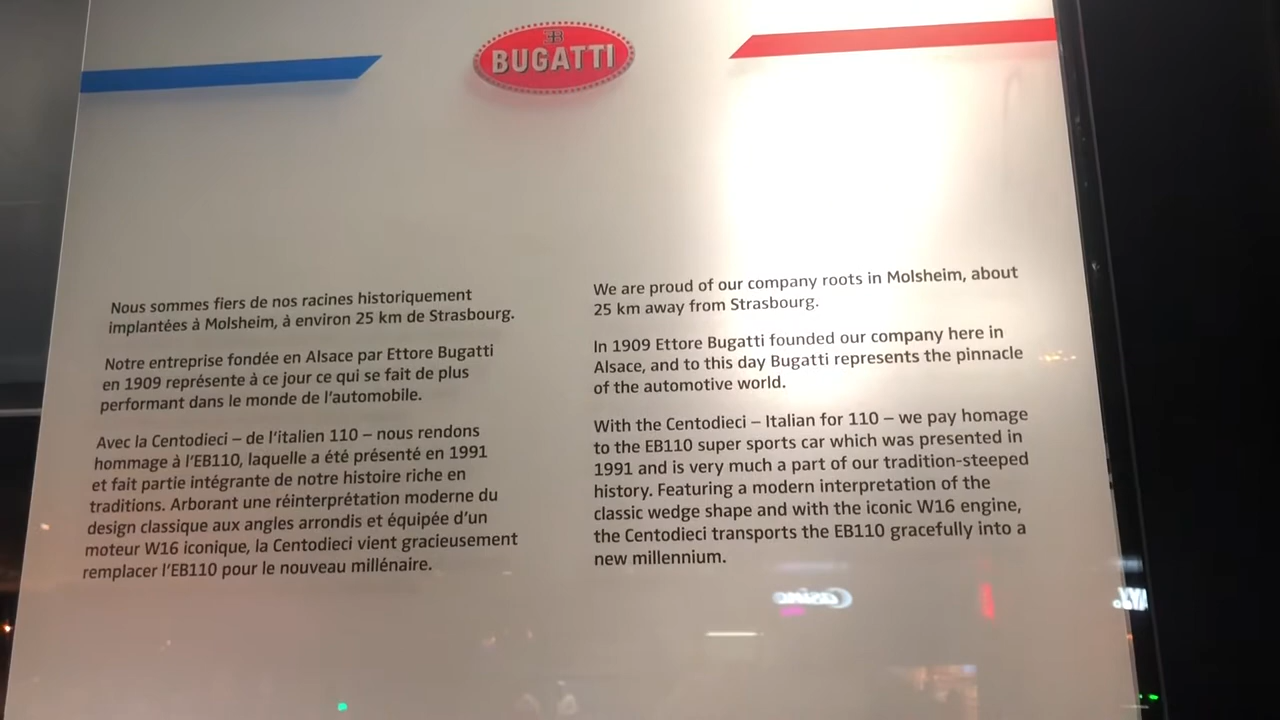 EB
BUGATTI
Nous sommes fiers de nos racines historiquement
implantées à Molsheim, à environ 25 km de Strasbourg.
Notre entreprise fondée en Alsace par Ettore Bugatti
en 1909 représente à ce jour ce qui se fait de plus
performant dans le monde de l'automobile.
Avec la Centodieci – de l'italien 110 – nous rendons
hommage à l'EB110, laquelle a été présenté en 1991
et fait partie intégrante de notre histoire riche en
traditions. Arborant une réinterprétation moderne du
design classique aux angles arrondis et équipée d'un
moteur W16 iconique, la Centodieci vient gracieusement
remplacer l'EB110 pour le nouveau millénaire.
We are proud of our company roots in Molsheim, about
25 km away from Strasbourg.
In 1909 Ettore Bugatti founded our company here in
Alsace, and to this day Bugatti represents the pinnacle
of the automotive world.
With the Centodieci – Italian for 110 – we pay homage
to the EB110 super sports car which was presented in
1991 and is very much a part of our tradition-steeped
history. Featuring a modern interpretation of the
classic wedge shape and with the iconic W16 engine,
the Centodieci transports the EB110 gracefully into a
new millennium.
Casino